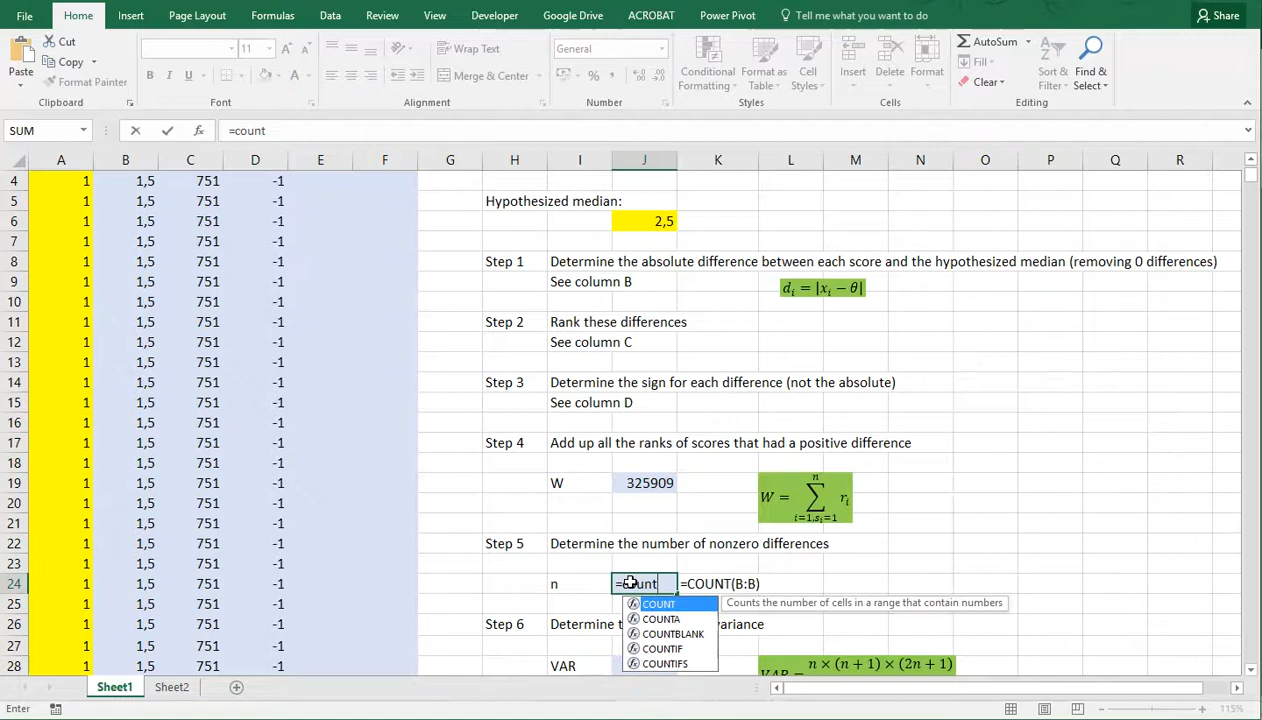 File Home Insert Page Layout Formulas Data Review View Developer Google Drive ACROBAT Power Pivot Tell me what you want to do Share
Cut
Copy
Format Painter
Paste
Clipboard
11
B I U
Font
Wrap Text
Merge & Center
Alignment
General
Number
Conditional Formatting
Format as Table
Cell Styles
Styles
Insert Delete Format
Cells
AutoSum
Fill
Clear
Sort & Filter
Find & Select
Editing
SUM =count
A B C D E F G H I J K L M N O P Q R
4 1 1,5 751 -1
5 1 1,5 751 -1 Hypothesized median:
6 1 1,5 751 -1 2,5
7 1 1,5 751 -1
8 1 1,5 751 -1 Step 1 Determine the absolute difference between each score and the hypothesized median (removing 0 differences)
9 1 1,5 751 -1 See column B dᵢ = |xᵢ − θ|
10 1 1,5 751 -1
11 1 1,5 751 -1 Step 2 Rank these differences
12 1 1,5 751 -1 See column C
13 1 1,5 751 -1
14 1 1,5 751 -1 Step 3 Determine the sign for each difference (not the absolute)
15 1 1,5 751 -1 See column D
16 1 1,5 751 -1
17 1 1,5 751 -1 Step 4 Add up all the ranks of scores that had a positive difference
18 1 1,5 751 -1
19 1 1,5 751 -1 W 325909 W = ∑ n i=1,sᵢ=1 rᵢ
20 1 1,5 751 -1
21 1 1,5 751 -1
22 1 1,5 751 -1 Step 5 Determine the number of nonzero differences
23 1 1,5 751 -1
24 1 1,5 751 -1 n =count =COUNT(B:B)
25 1 1,5 751 -1
COUNT Counts the number of cells in a range that contain numbers
COUNTA
26 1 1,5 751 -1 Step 6 Determine t variance
COUNTBLANK
27 1 1,5 751 -1
COUNTIF
28 1 1,5 751 -1 VAR n × (n + 1) × (2n + 1)
COUNTIFS
VAR =
Sheet1 Sheet2
Enter 115%